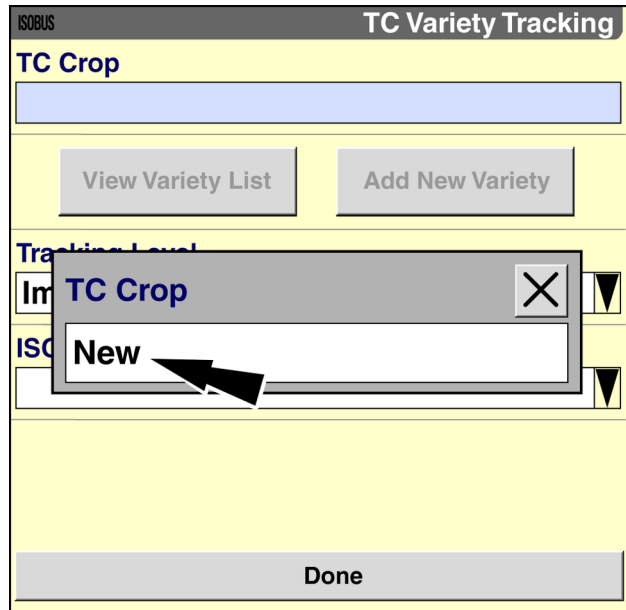 ISOBUS TC Variety Tracking
TC Crop
View Variety List Add New Variety
TC Crop
New
Done